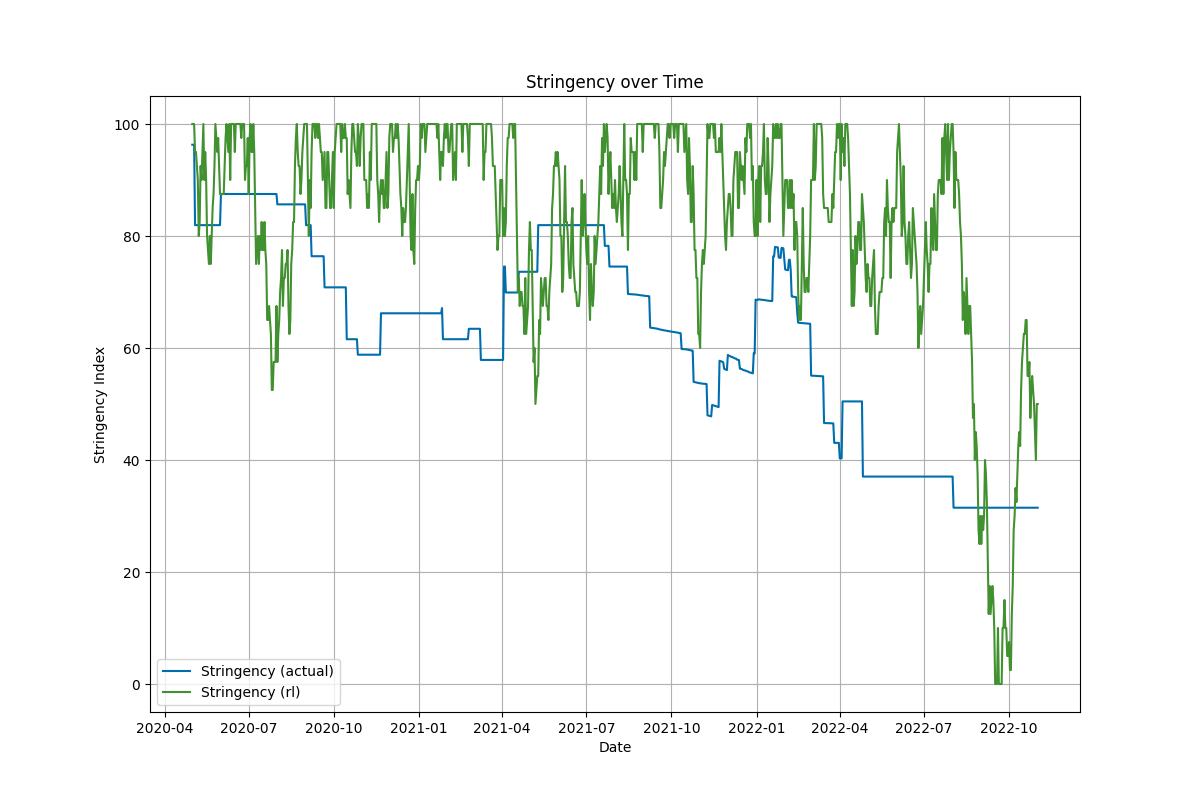 Stringency over Time
Stringency Index
100
80
60
40
20
0
Stringency (actual)
Stringency (rl)
2020-04 2020-07 2020-10 2021-01 2021-04 2021-07 2021-10 2022-01 2022-04 2022-07 2022-10
Date